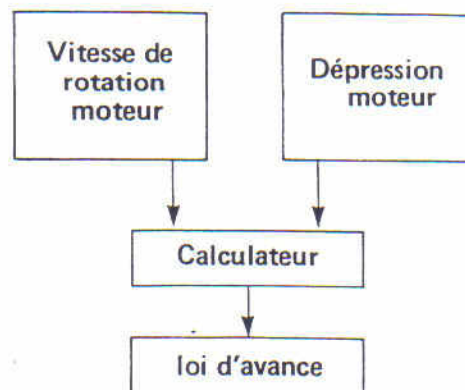 Vitesse de
rotation
moteur
Dépression
moteur
Calculateur
loi d'avance